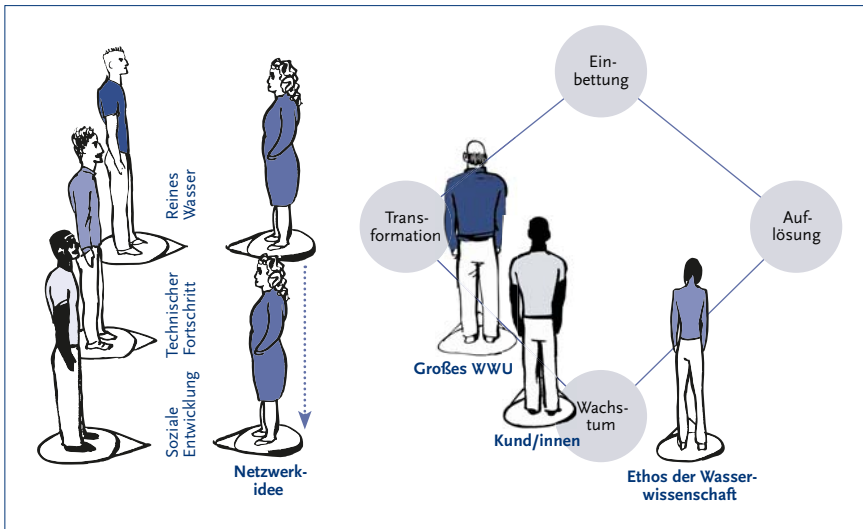 Reines
Wasser
Technischer
Fortschritt
Soziale
Entwicklung
Netzwerk-
idee
Ein-
bettung
Trans-
formation
Auf-
lösung
Großes WWU
Wachs-
tum
Kund/innen
Ethos der Wasser-
wissenschaft